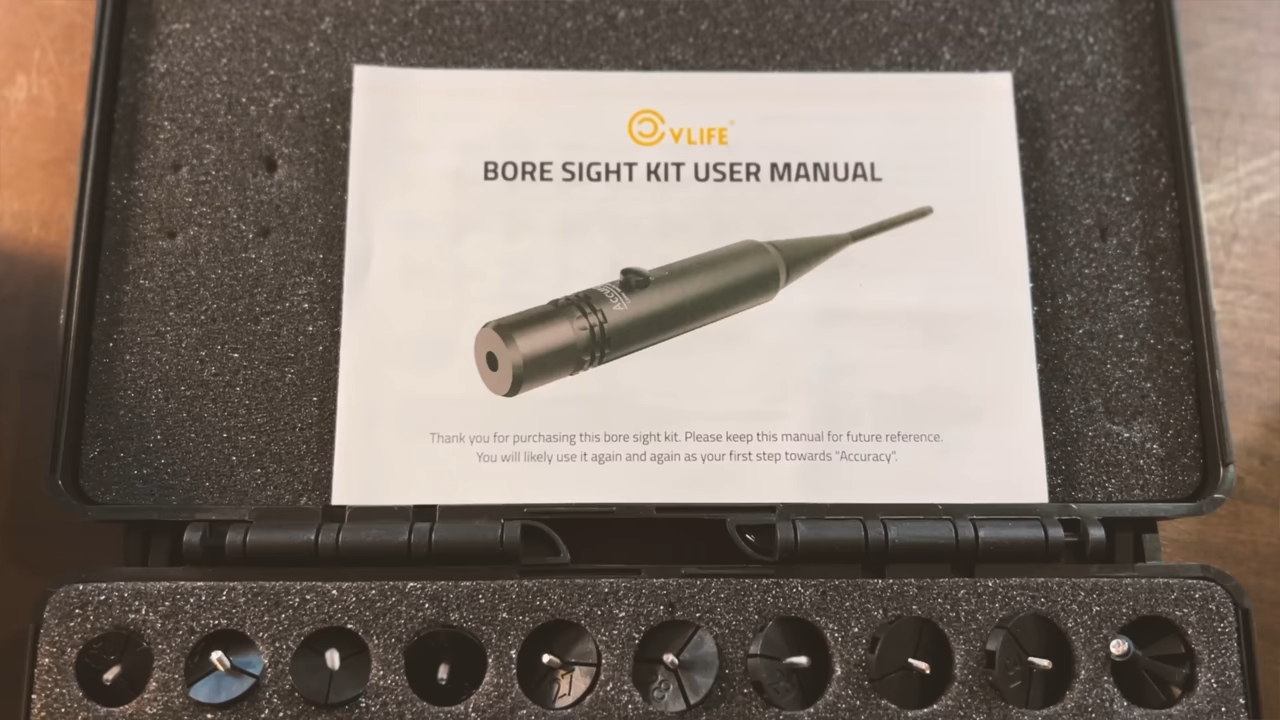 CVLIFE
BORE SIGHT KIT USER MANUAL
Thank you for purchasing this bore sight kit. Please keep this manual for future reference.
You will likely use it again and again as your first step towards "Accuracy".